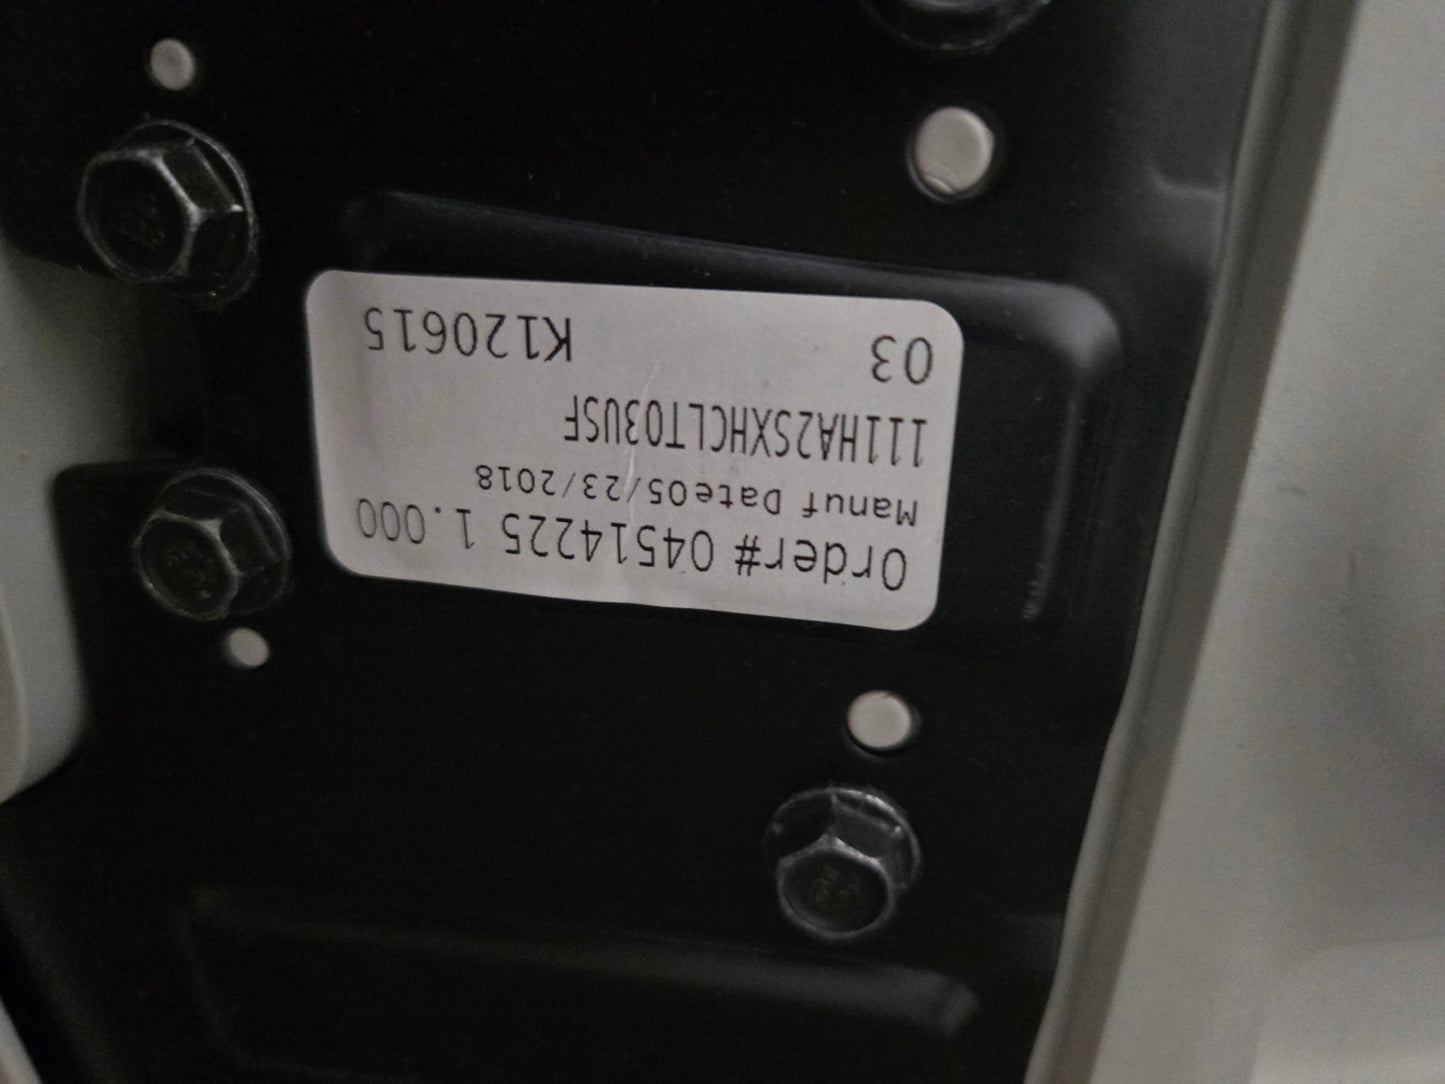 Order# 04514225 1.000
Manuf Date05/23/2018
111HA2SXHCLT03USF
03 K120615